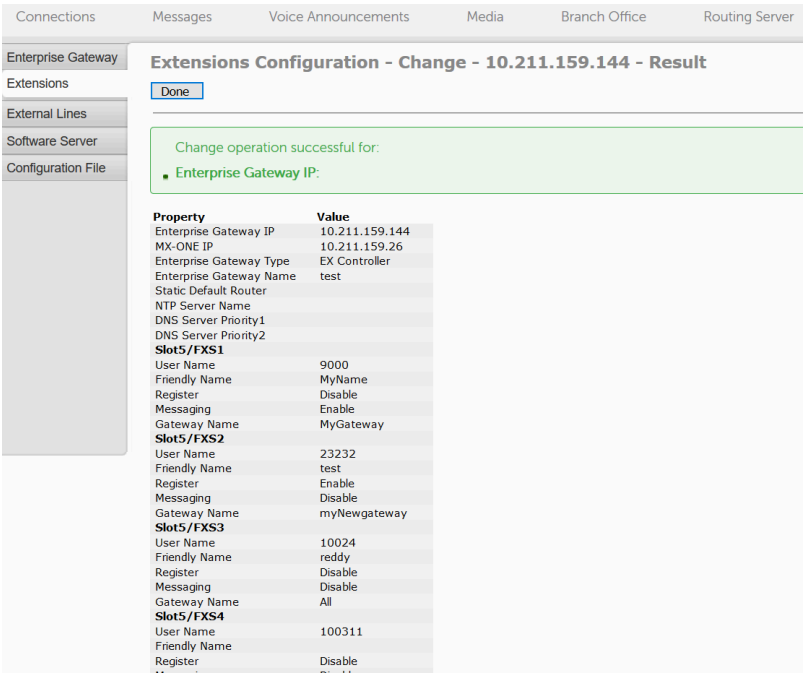 Connections Messages Voice Announcements Media Branch Office Routing Server
Enterprise Gateway
Extensions
External Lines
Software Server
Configuration File
Extensions Configuration - Change - 10.211.159.144 - Result
Done
Change operation successful for:
Enterprise Gateway IP:
Property Value
Enterprise Gateway IP 10.211.159.144
MX-ONE IP 10.211.159.26
Enterprise Gateway Type EX Controller
Enterprise Gateway Name test
Static Default Router
NTP Server Name
DNS Server Priority1
DNS Server Priority2
Slot5/FXS1
User Name 9000
Friendly Name MyName
Register Disable
Messaging Enable
Gateway Name MyGateway
Slot5/FXS2
User Name 23232
Friendly Name test
Register Enable
Messaging Disable
Gateway Name myNewgateway
Slot5/FXS3
User Name 10024
Friendly Name reddy
Register Disable
Messaging Disable
Gateway Name All
Slot5/FXS4
User Name 100311
Friendly Name
Register Disable